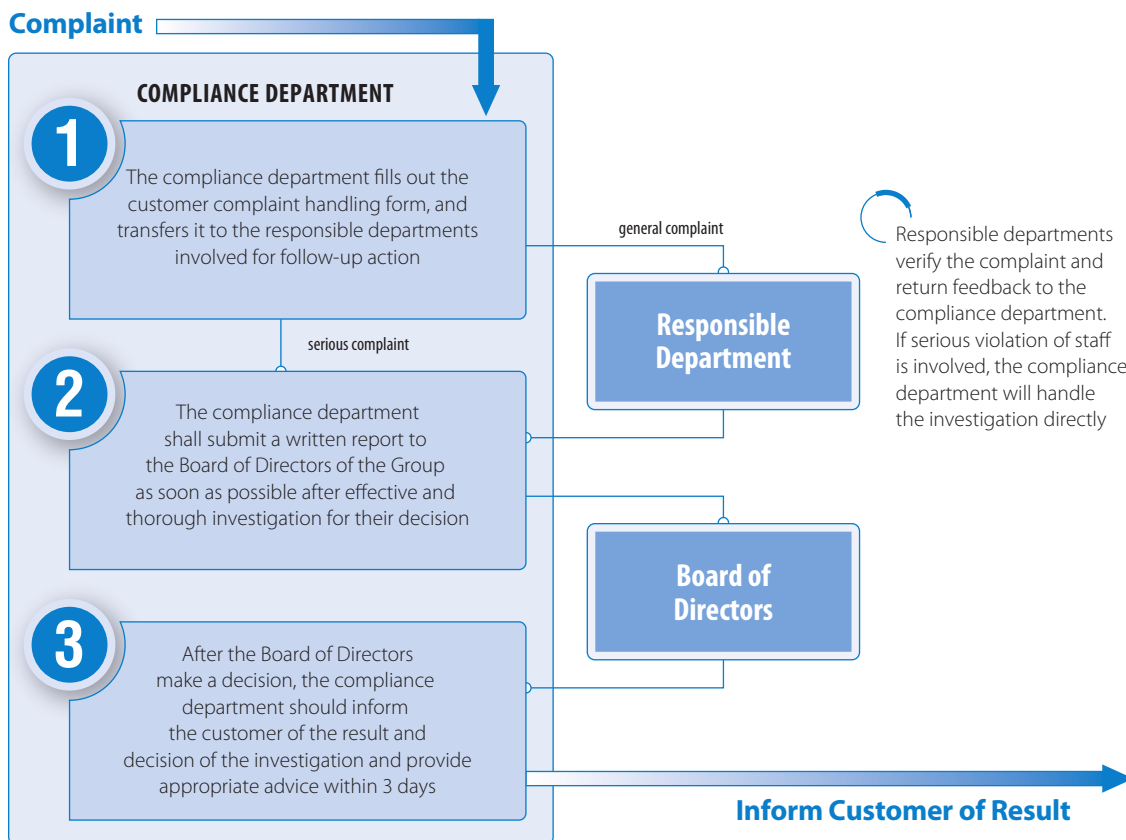 Complaint
COMPLIANCE DEPARTMENT
1
The compliance department fills out the
customer complaint handling form, and
transfers it to the responsible departments
involved for follow-up action
general complaint
Responsible
Department
Responsible departments
verify the complaint and
return feedback to the
compliance department.
If serious violation of staff
is involved, the compliance
department will handle
the investigation directly
serious complaint
2
The compliance department
shall submit a written report to
the Board of Directors of the Group
as soon as possible after effective and
thorough investigation for their decision
Board of
Directors
3
After the Board of Directors
make a decision, the compliance
department should inform
the customer of the result and
decision of the investigation and provide
appropriate advice within 3 days
Inform Customer of Result